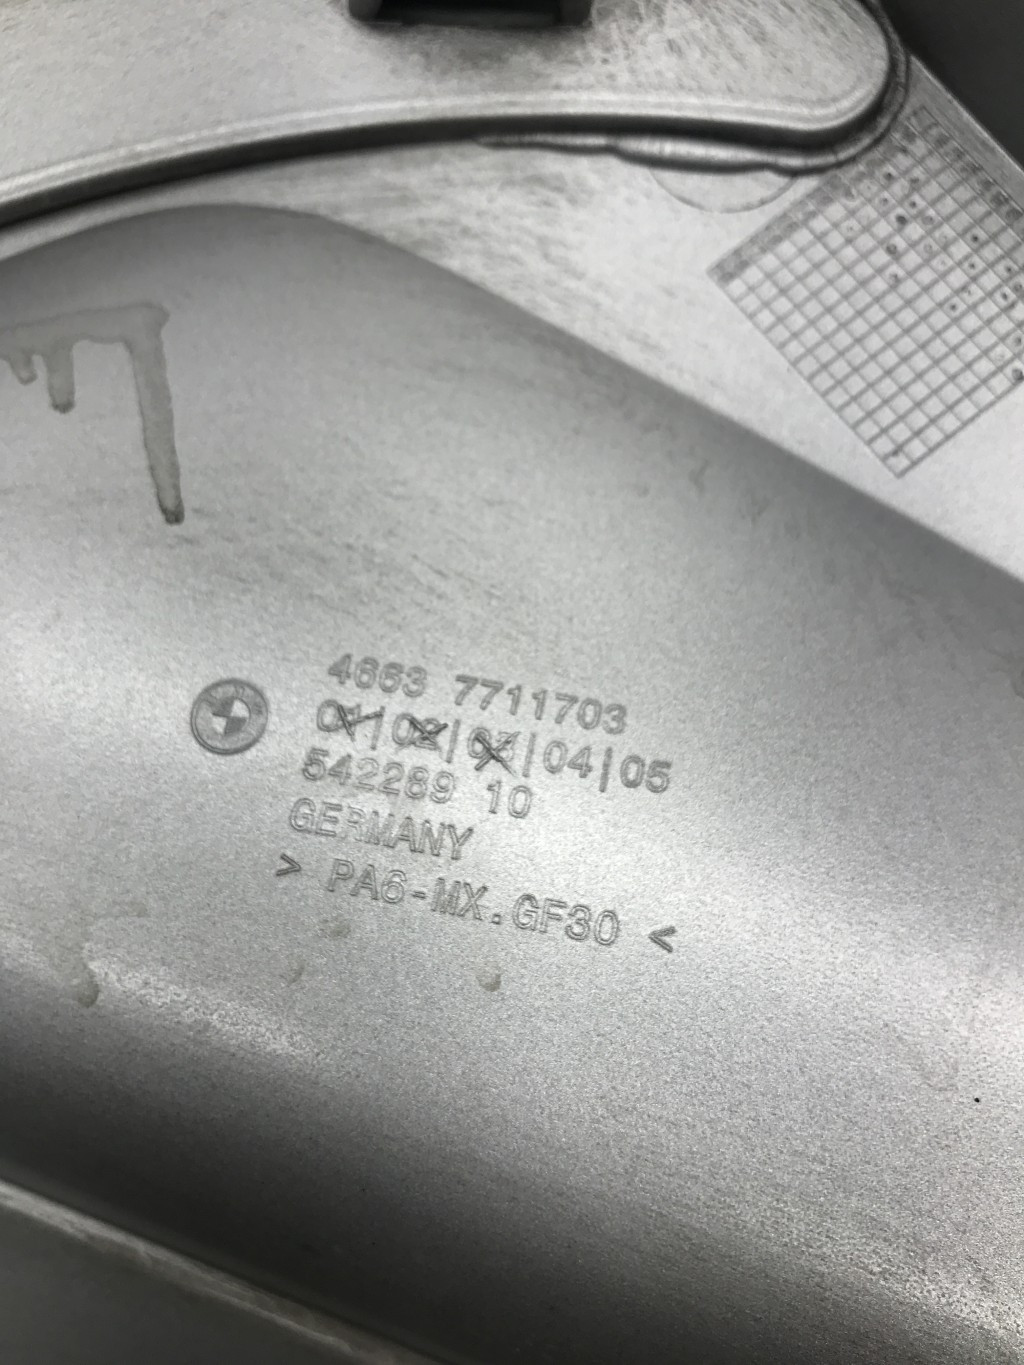 4663 7711703
01|02|03|04|05
542289 10
GERMANY
> PA6-MX.GF30 <